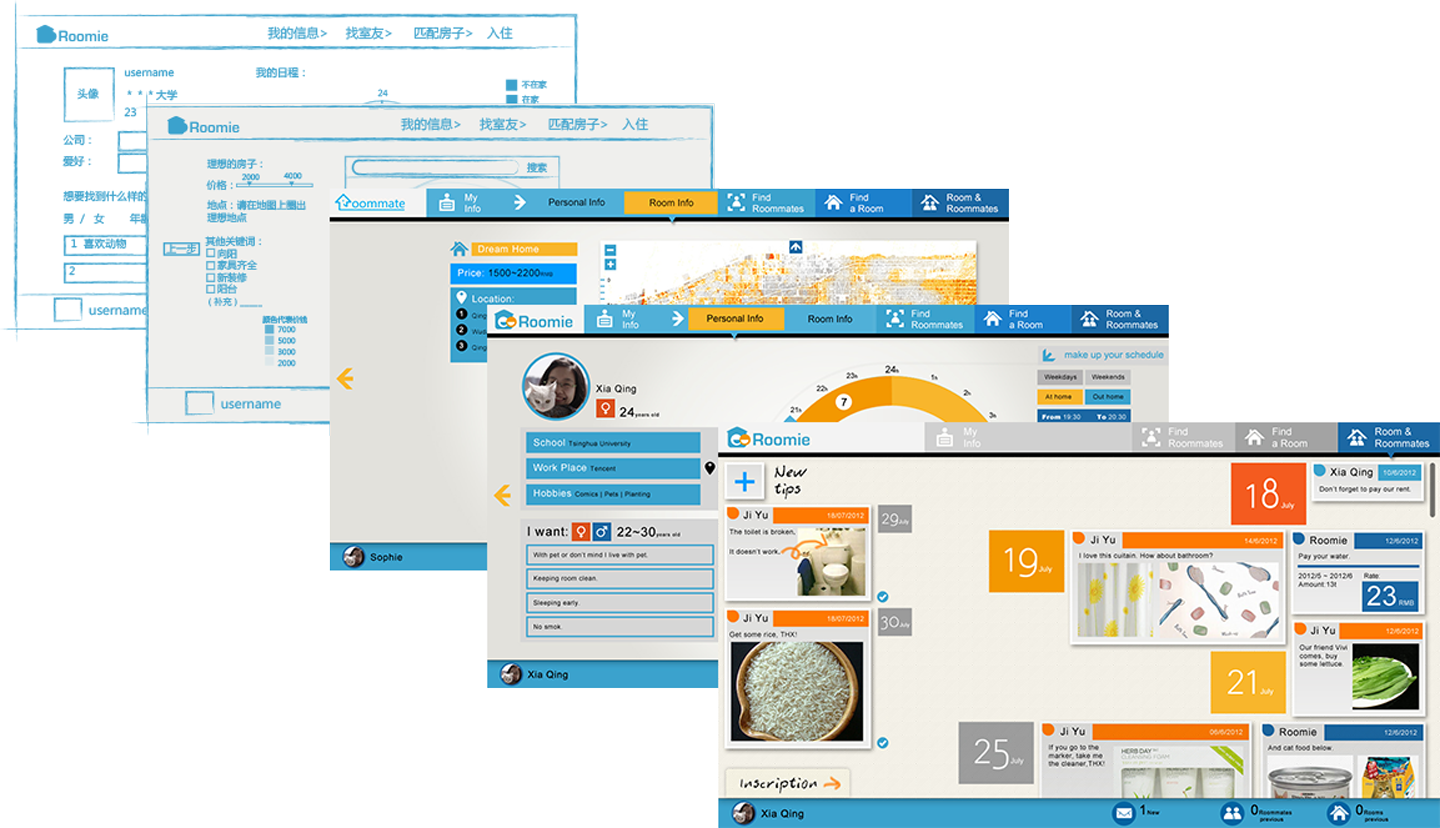 Roomie
我的信息>
找室友>
匹配房子>
入住
头像
username
* * *大学
23
我的日程：
24
不在家
在家
公司：
爱好：
想要找到什么样的
男 / 女
1 喜欢动物
2
username
Roomie
我的信息>
找室友>
匹配房子>
入住
理想的房子：
2000
4000
价格：
地点：请在地图上圈出
理想地点
搜索
上一步
其他关键词：
向阳
家具齐全
新装修
阳台
（补充）
颜色代表价钱
7000
5000
3000
2000
username
oommate
My
Info
Personal Info
Room Info
Find
Roommates
Find
a Room
Room &
Roommates
Dream Home
Price: 1500~2200
Location:
1
2
3
Sophie
Roomie
My
Info
Personal Info
Room Info
Find
Roommates
Find
a Room
Room &
Roommates
Xia Qing
24 years old
School Tsinghua University
Work Place Tencent
Hobbies Comics | Pets | Planting
I want:
22~30 years old
With pet or don't mind I live with pet.
Keeping room clean.
Sleeping early.
No smok.
make up your schedule
Weekdays
Weekends
At home
Out home
From 19:30
To 20:30
21h
22h
23h
24h
1h
2h
3h
7
Xia Qing
Roomie
My
Info
Find
Roommates
Find
a Room
Room &
Roommates
New
tips
Ji Yu
18/07/2012
The toilet is broken,
It doesn't work.
29 July
Ji Yu
18/07/2012
Get some rice, THX!
30 July
Inscription
18 July
Xia Qing
10/6/2012
Don't forget to pay our rent.
19 July
Ji Yu
14/6/2012
I love this cuitain. How about bathroom?
Roomie
12/6/2012
Pay your water.
2012/5 ~ 2012/6
Amount:13t
Rate:
23 RMB
21 July
Ji Yu
12/6/2012
Our friend Vivi
comes, buy
some lettuce.
25 July
Ji Yu
06/6/2012
If you go to the
marker, take me
the cleaner,THX!
HERB DAY
CLEANSING FOAM
Roomie
12/6/2012
And cat food below.
Xia Qing
1 New
0 Roommates
previous
0 Rooms
previous